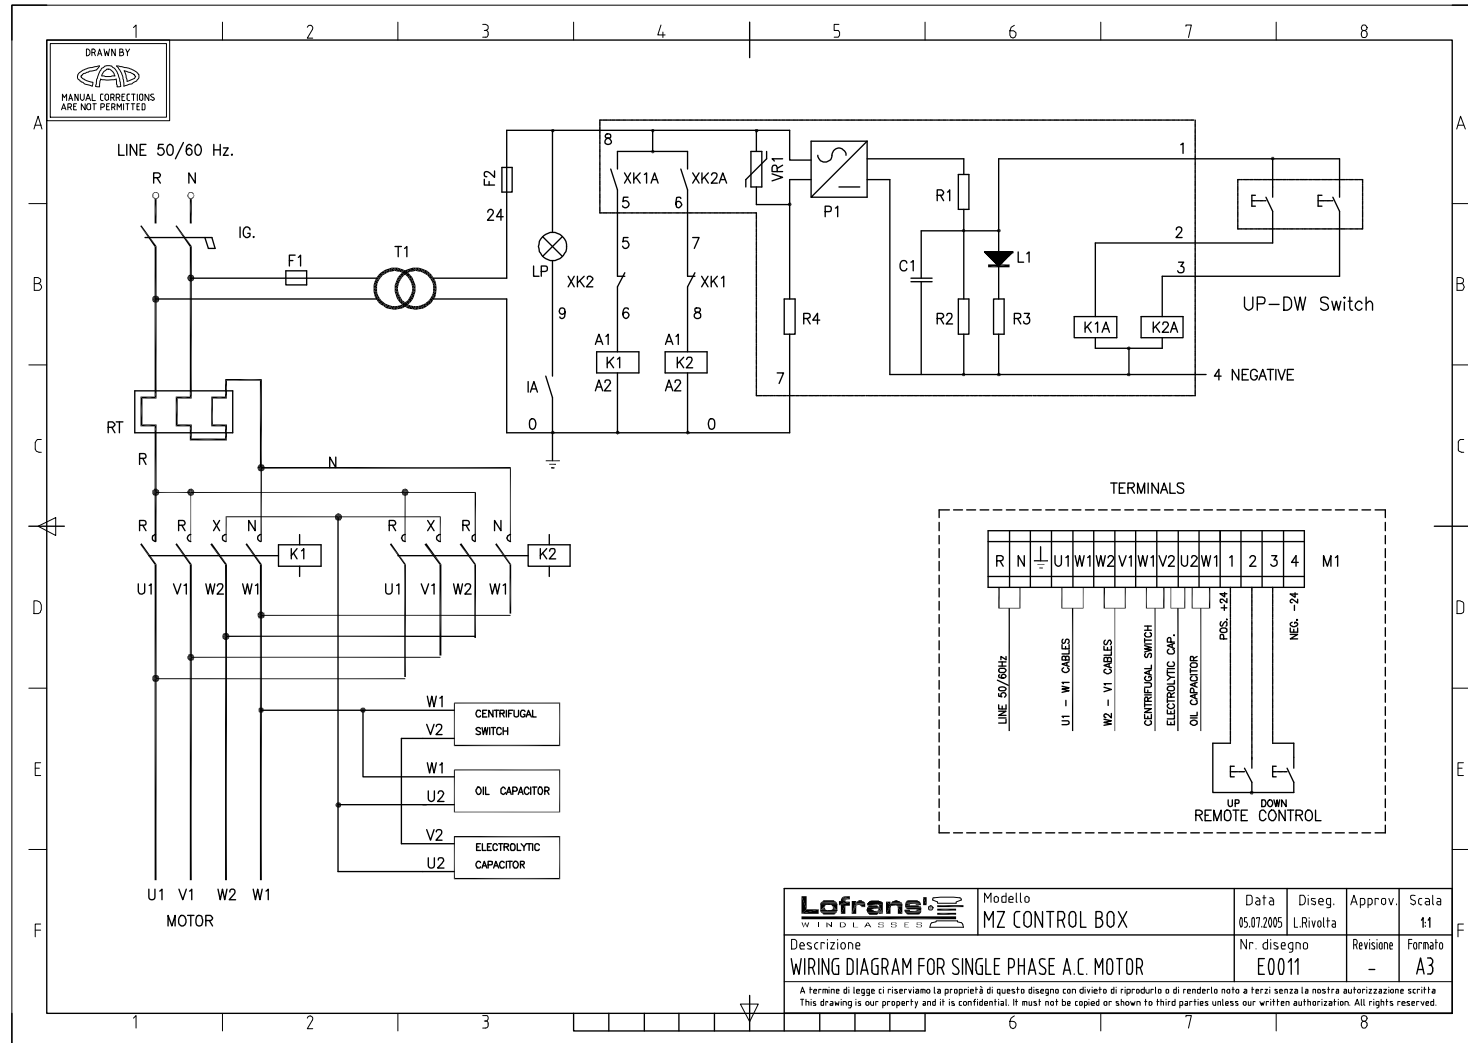 1 2 3 4 5 6 7 8
DRAWN BY
CAD
MANUAL CORRECTIONS
ARE NOT PERMITTED
A A
B B
C C
D D
E E
F F
LINE 50/60 Hz.
R N
IG.
F1
T1
F2
24
LP
9
IA
0
8
XK1A XK2A
5 6
5 7
XK2 XK1
6 8
A1 A1
K1 K2
A2 A2
0
VR1
P1
R4
7
R1
C1
L1
R2
R3
1
2
3
K1A K2A
4 NEGATIVE
UP-DW Switch
RT
R
N
R R X N
K1
U1 V1 W2 W1
R X R N
K2
U1 V1 W2 W1
W1
V2
CENTRIFUGAL
SWITCH
W1
U2
OIL CAPACITOR
V2
U2
ELECTROLYTIC
CAPACITOR
U1 V1 W2 W1
MOTOR
TERMINALS
R N U1 W1 W2 V1 W1 V2 U2 W1 1 2 3 4 M1
LINE 50/60Hz
U1 - W1 CABLES
W2 - V1 CABLES
CENTRIFUGAL SWITCH
ELECTROLYTIC CAP.
OIL CAPACITOR
POS. +24
NEG. -24
UP DOWN
REMOTE CONTROL
Lofrans'
WINDLASSES
Modello
MZ CONTROL BOX
Data Diseg. Approv. Scala
05.07.2005 L.Rivolta 1:1
Descrizione
WIRING DIAGRAM FOR SINGLE PHASE A.C. MOTOR
Nr. disegno Revisione Formato
E0011 - A3
A termine di legge ci riserviamo la proprietà di questo disegno con divieto di riprodurlo o di renderlo noto a terzi senza la nostra autorizzazione scritta
This drawing is our property and it is confidential. It must not be copied or shown to third parties unless our written authorization. All rights reserved.
1 2 3 6 7 8